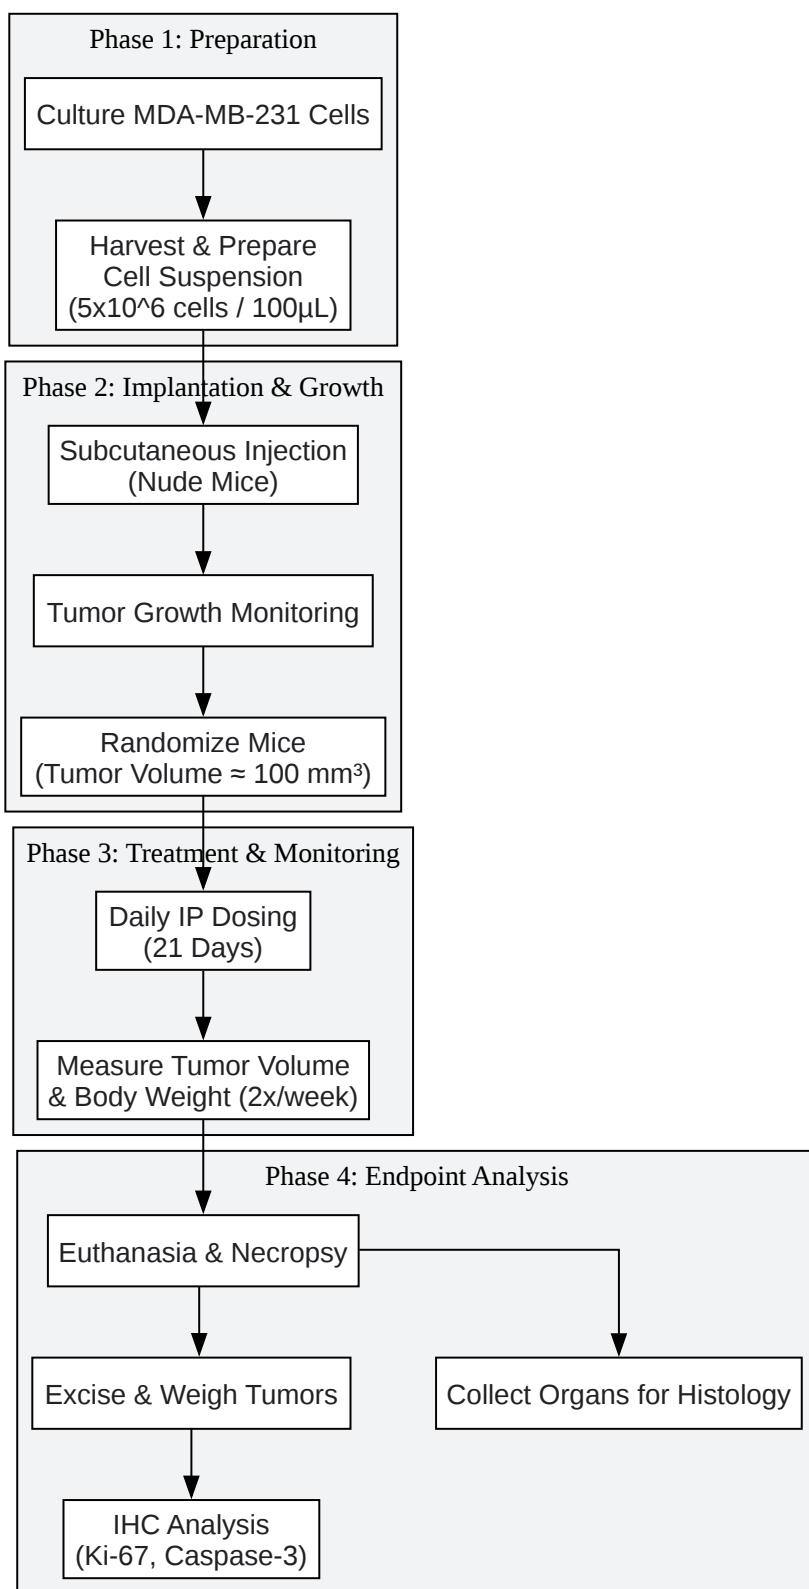 Phase 1: Preparation
Culture MDA-MB-231 Cells
Harvest & Prepare
Cell Suspension
(5x10^6 cells / 100µL)
Phase 2: Implantation & Growth
Subcutaneous Injection
(Nude Mice)
Tumor Growth Monitoring
Randomize Mice
(Tumor Volume ≈ 100 mm³)
Phase 3: Treatment & Monitoring
Daily IP Dosing
(21 Days)
Measure Tumor Volume
& Body Weight (2x/week)
Phase 4: Endpoint Analysis
Euthanasia & Necropsy
Excise & Weigh Tumors
Collect Organs for Histology
IHC Analysis
(Ki-67, Caspase-3)